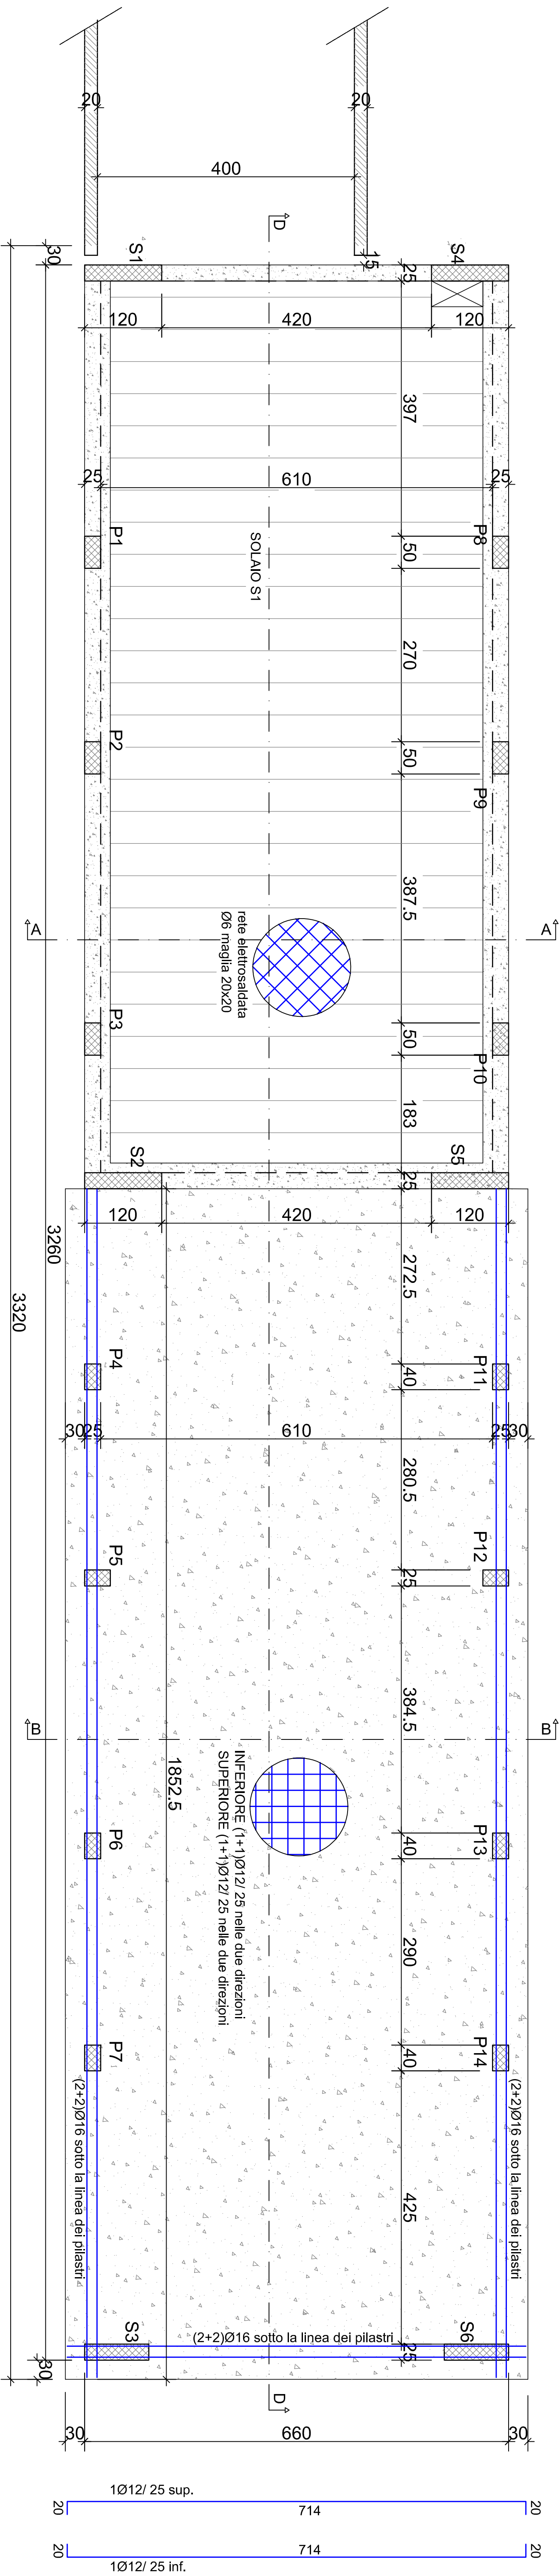 20
20
400
D
15
30
S1
S4
25
120
420
120
397
25
610
25
P1
P8
50
SOLAIO S1
270
P2
50
P9
387.5
A
A
rete elettrosaldata
Ø6 maglia 20x20
P3
50
P10
183
S2
S5
25
120
420
120
3260
272.5
3320
P4
P11
40
30
25
610
25
30
280.5
P5
P12
25
384.5
B
B
1852.5
INFERIORE (1+1)Ø12/ 25 nelle due direzioni
SUPERIORE (1+1)Ø12/ 25 nelle due direzioni
P6
P13
40
290
P7
P14
40
(2+2)Ø16 sotto la linea dei pilastri
(2+2)Ø16 sotto la linea dei pilastri
425
S3
(2+2)Ø16 sotto la linea dei pilastri
S6
25
30
D
30
660
30
1Ø12/ 25 sup.
20
714
20
20
714
20
1Ø12/ 25 inf.